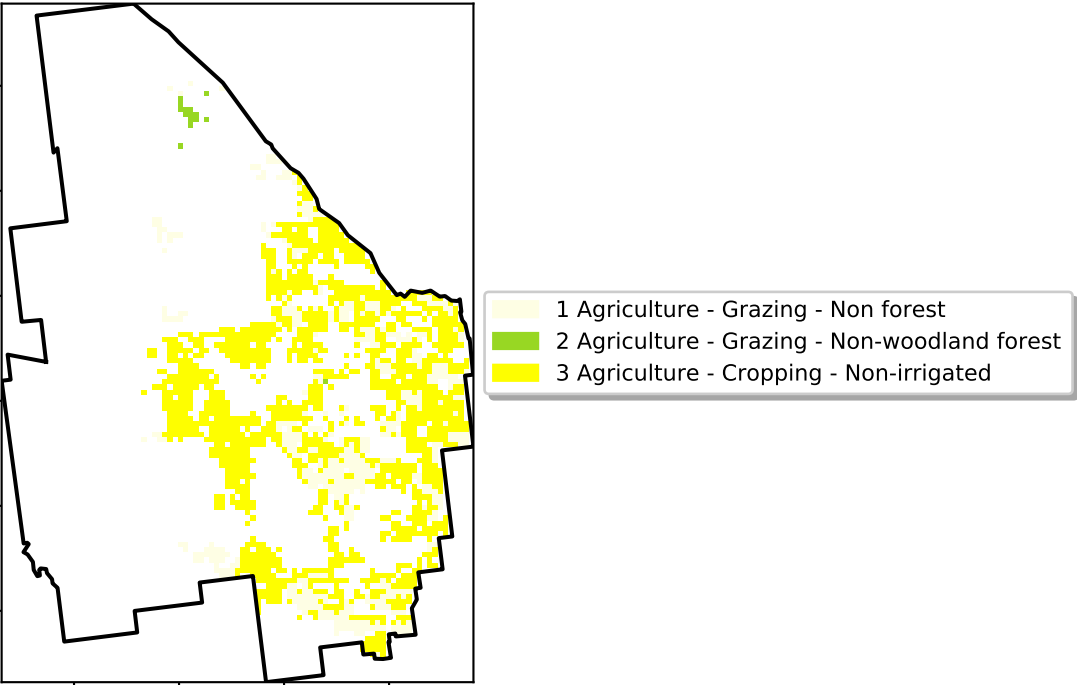 1 Agriculture - Grazing - Non forest
2 Agriculture - Grazing - Non-woodland forest
3 Agriculture - Cropping - Non-irrigated